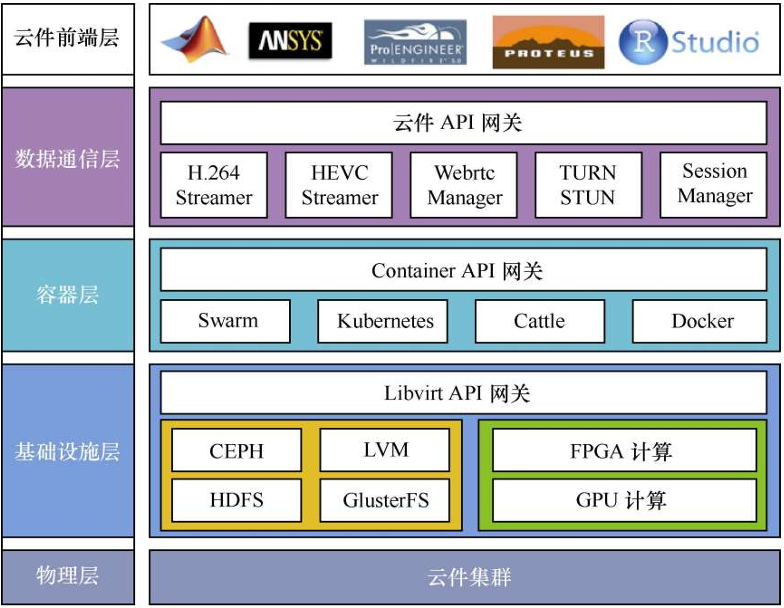 云件前端层
ANSYS
Pro|ENGINEER
WILDFIRE 5.0
PROTEUS
R Studio
数据通信层
云件 API 网关
H.264
Streamer
HEVC
Streamer
Webrtc
Manager
TURN
STUN
Session
Manager
容器层
Container API 网关
Swarm
Kubernetes
Cattle
Docker
基础设施层
Libvirt API 网关
CEPH
LVM
FPGA 计算
HDFS
GlusterFS
GPU 计算
物理层
云件集群